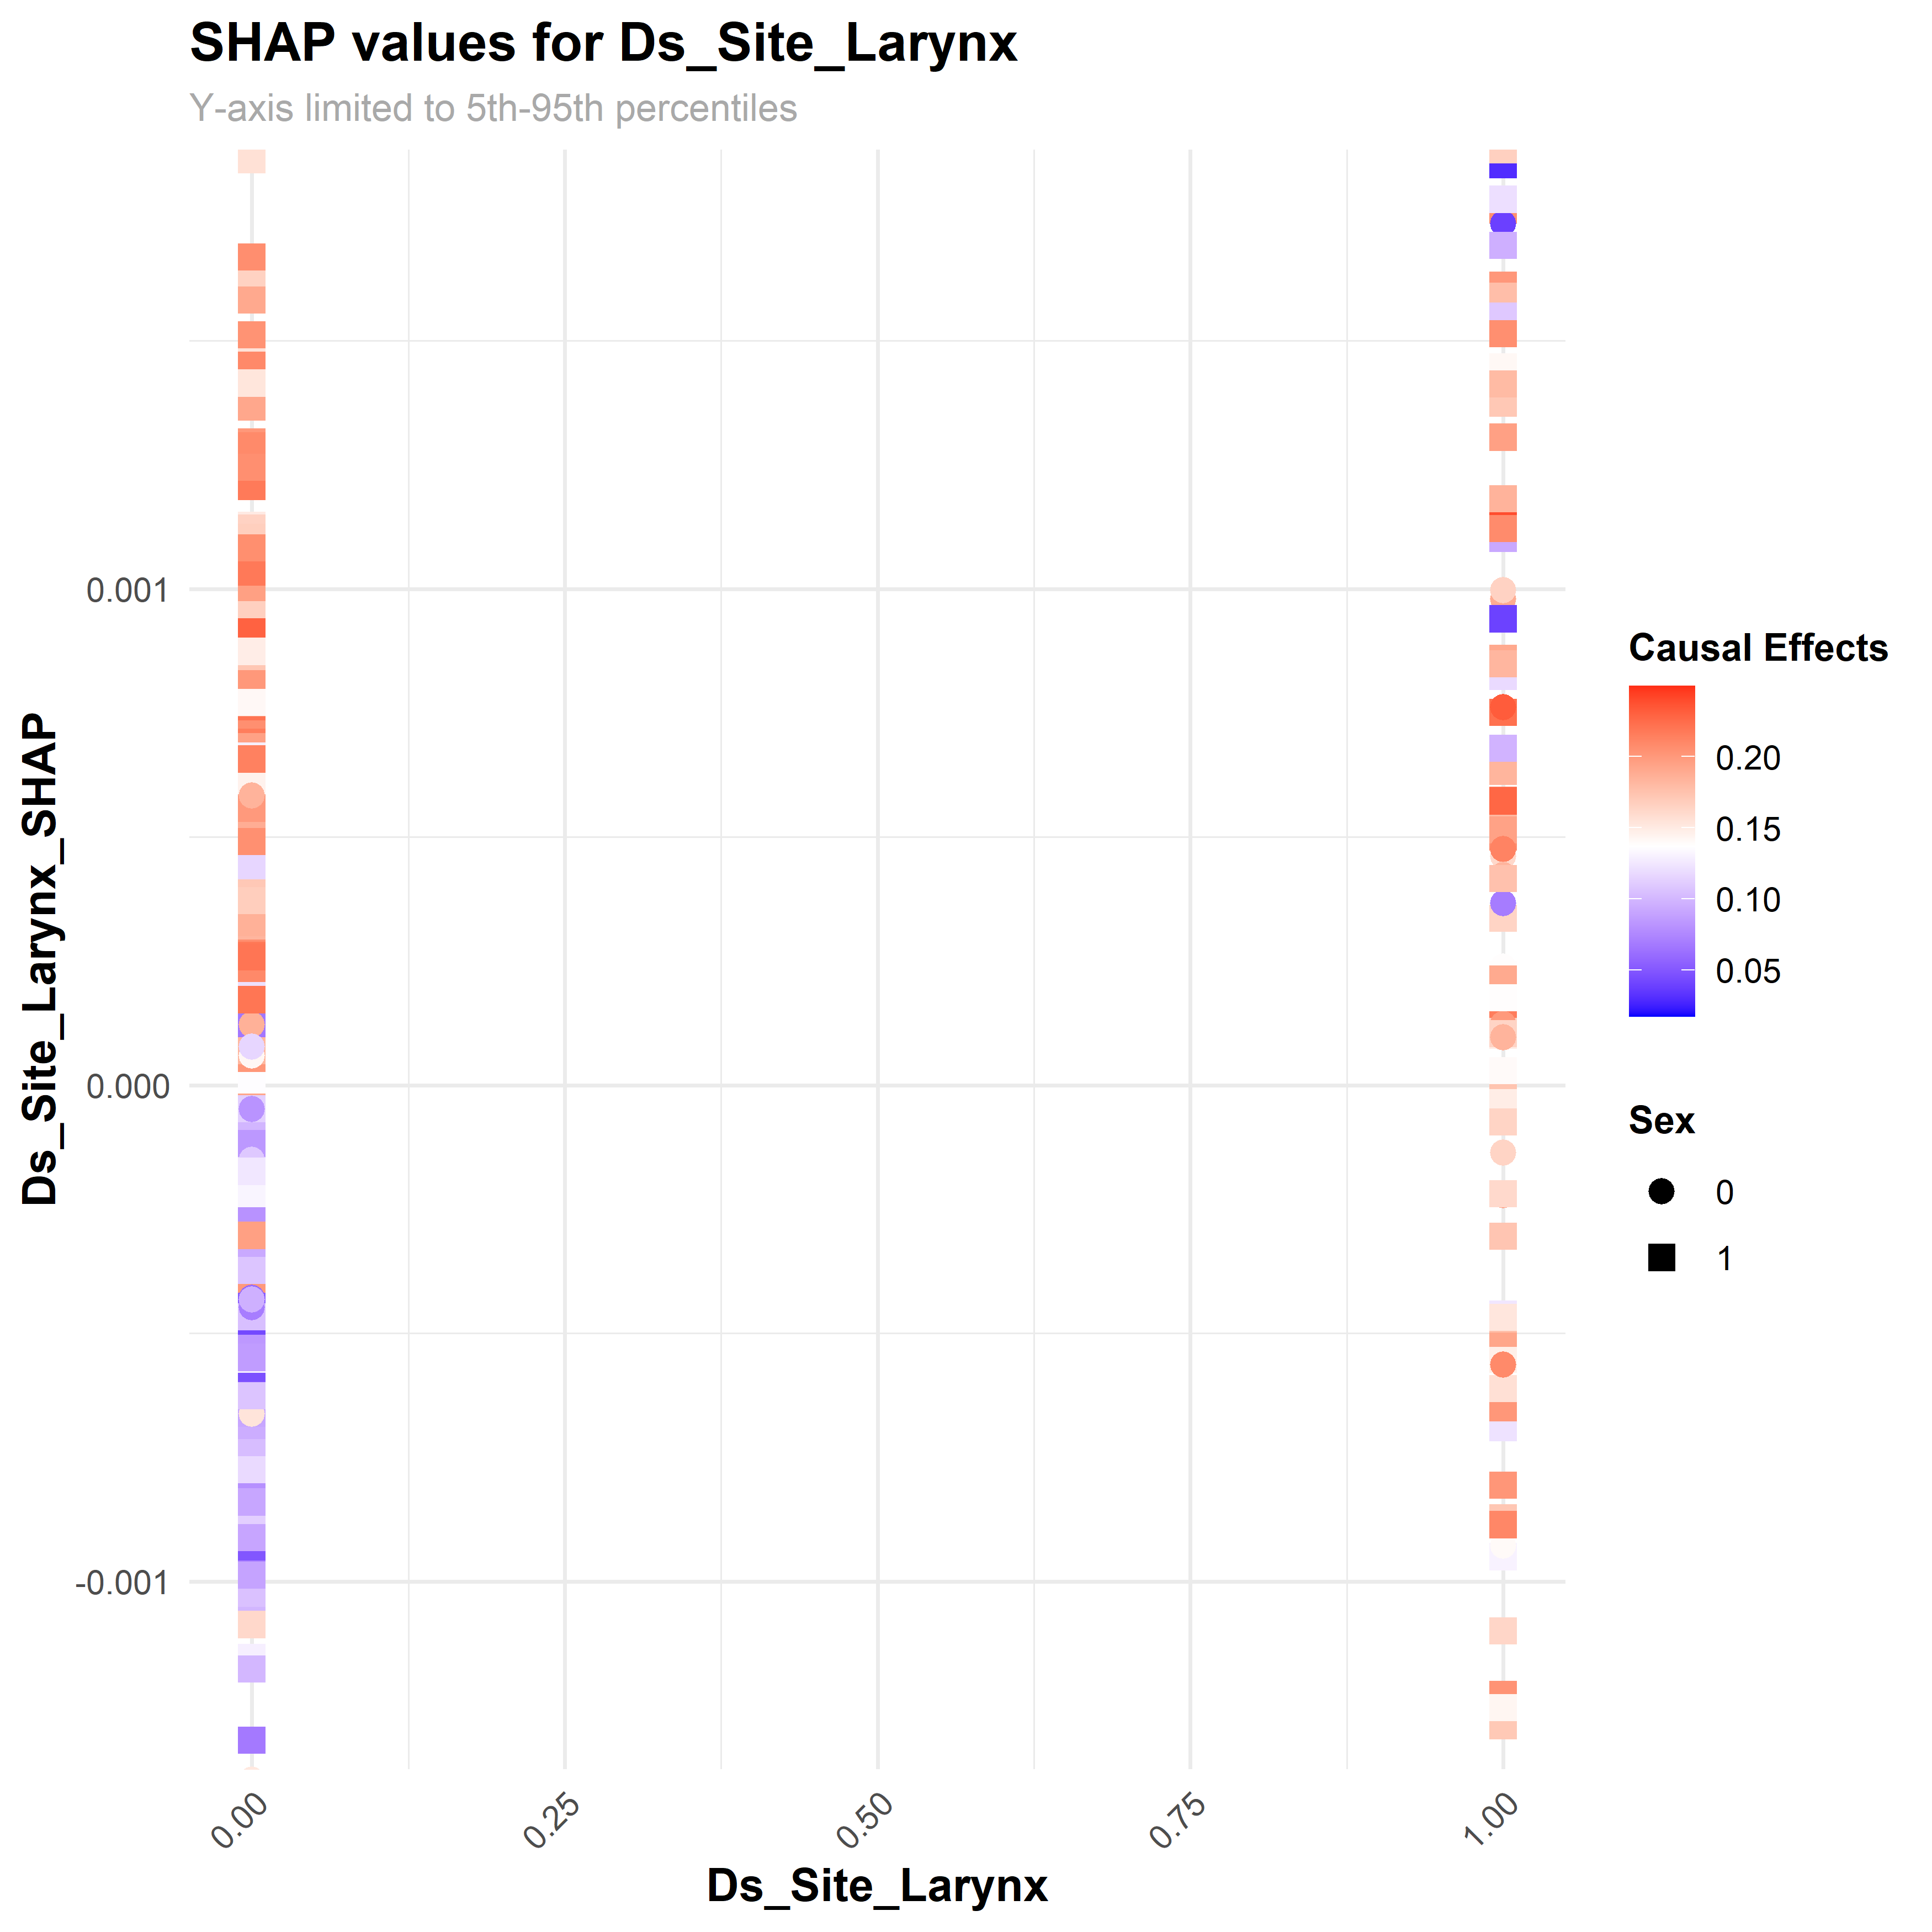 SHAP values for Ds_Site_Larynx
Y-axis limited to 5th-95th percentiles
Ds_Site_Larynx_SHAP
0.001
0.000
-0.001
0.00
0.25
0.50
0.75
1.00
Ds_Site_Larynx
Causal Effects
0.20
0.15
0.10
0.05
Sex
0
1